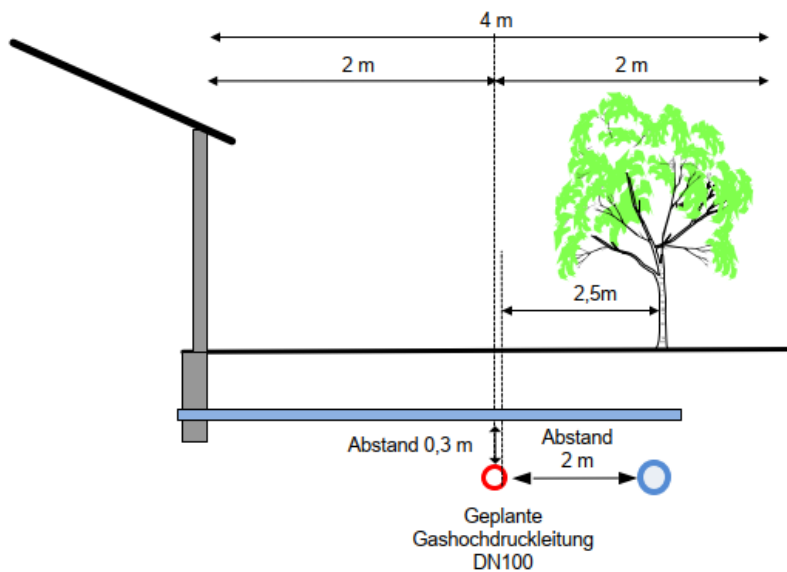 4 m
2 m
2 m
2,5m
Abstand 0,3 m
Abstand
2 m
Geplante
Gashochdruckleitung
DN100